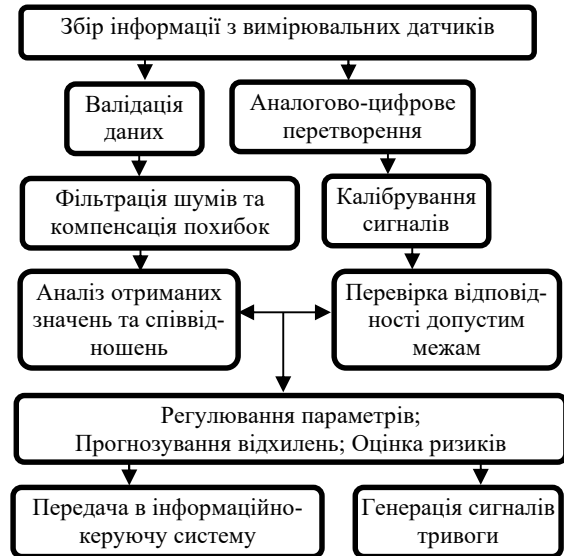 Збір інформації з вимірювальних датчиків
Валідація
даних
Аналогово-цифрове
перетворення
Фільтрація шумів та
компенсація похибок
Калібрування
сигналів
Аналіз отриманих
значень та співвід-
ношень
Перевірка відповід-
ності допустим
межам
Регулювання параметрів;
Прогнозування відхилень; Оцінка ризиків
Передача в інформаційно-
керуючу систему
Генерація сигналів
тривоги